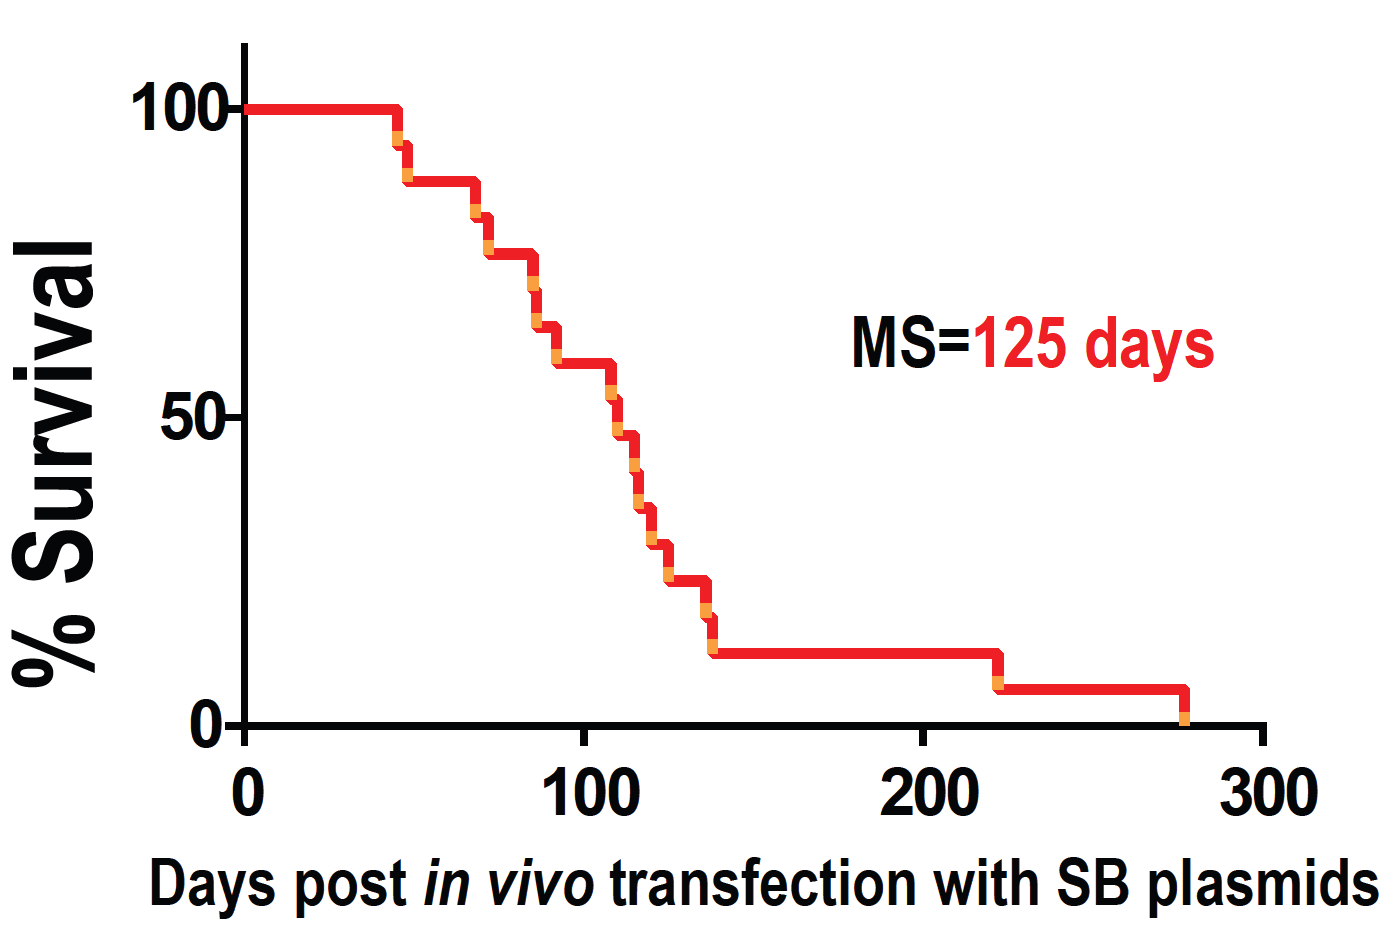 % Survival
100
50
0
MS=125 days
0 100 200 300
Days post in vivo transfection with SB plasmids